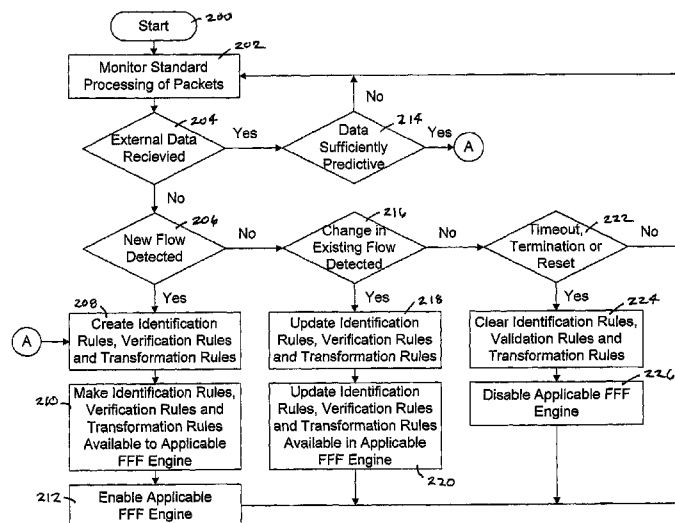 Start
200
202
Monitor Standard
Processing of Packets
204
External Data
Recievied
Yes
No
214
Data
Sufficiently
Predictive
Yes
A
No
206
New Flow
Detected
No
216
Change in
Existing Flow
Detected
No
222
Timeout,
Termination or
Reset
No
Yes
Yes
Yes
A
208
Create Identification
Rules, Verification Rules
and Transformation Rules
218
Update Identification
Rules, Verification Rules
and Transformation Rules
224
Clear Identification Rules,
Validation Rules and
Transformation Rules
210
Make Identification Rules,
Verification Rules and
Transformation Rules
Available to Applicable
FFF Engine
Update Identification
Rules, Verification Rules
and Transformation Rules
Available in Applicable
FFF Engine
220
226
Disable Applicable FFF
Engine
212
Enable Applicable
FFF Engine